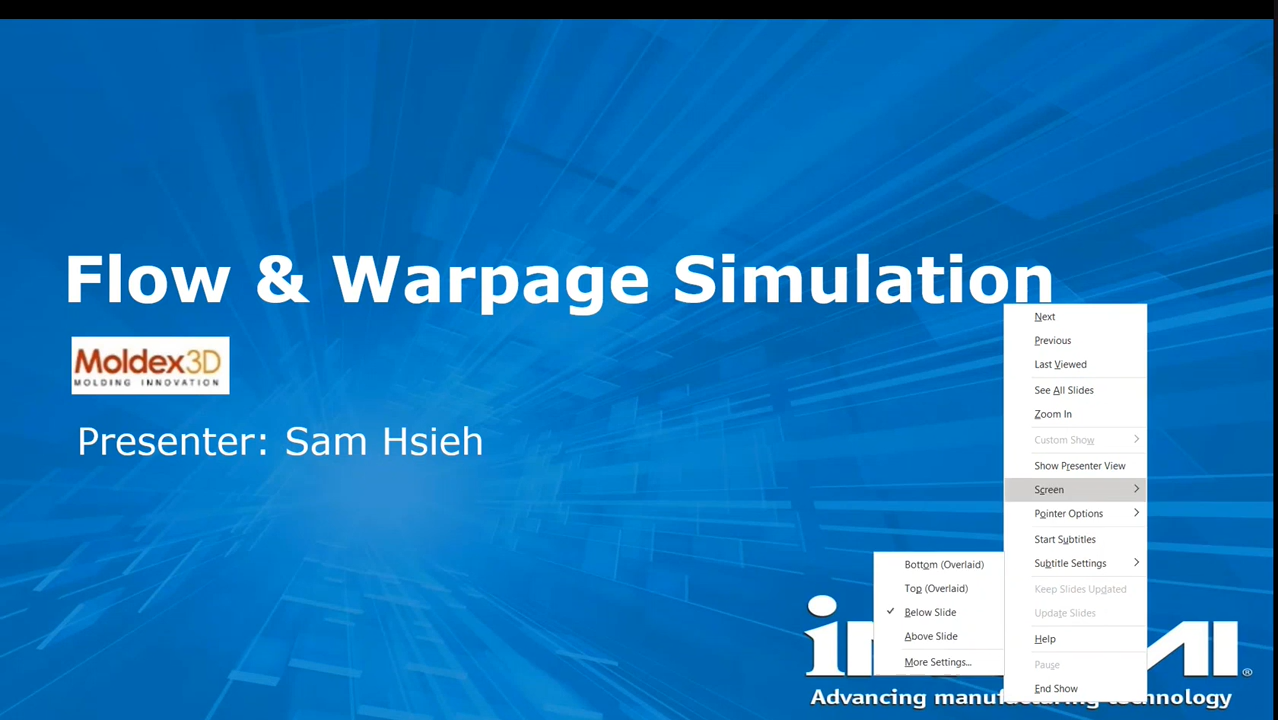 Flow & Warpage Simulation
Moldex3D
MOLDING INNOVATION
Presenter: Sam Hsieh
Next
Previous
Last Viewed
See All Slides
Zoom In
Custom Show
Show Presenter View
Screen
Pointer Options
Start Subtitles
Subtitle Settings
Keep Slides Updated
Update Slides
Help
Pause
End Show
Bottom (Overlaid)
Top (Overlaid)
Below Slide
Above Slide
More Settings...
®
Advancing manufacturing technology